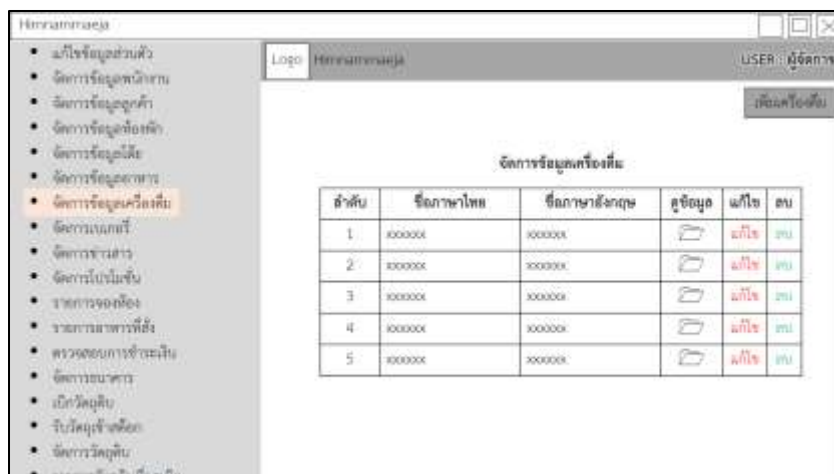 Himnammaeja
แก้ไขข้อมูลส่วนตัว
จัดการข้อมูลพนักงาน
จัดการข้อมูลลูกค้า
จัดการข้อมูลห้องพัก
จัดการข้อมูลโต๊ะ
จัดการข้อมูลอาหาร
จัดการข้อมูลเครื่องดื่ม
จัดการเบเกอรี่
จัดการข่าวสาร
จัดการโปรโมชั่น
รายการจองห้อง
รายการอาหารที่สั่ง
ตรวจสอบการชำระเงิน
จัดการธนาคาร
เบิกวัตถุดิบ
รับวัตถุเข้าสต็อก
จัดการวัตถุดิบ
Logo Himnammaeja USER : ผู้จัดการ
เพิ่มเครื่องดื่ม
จัดการข้อมูลเครื่องดื่ม
ลำดับ ชื่อภาษาไทย ชื่อภาษาอังกฤษ ดูข้อมูล แก้ไข ลบ
1 xxxxxx xxxxxx แก้ไข ลบ
2 xxxxxx xxxxxx แก้ไข ลบ
3 xxxxxx xxxxxx แก้ไข ลบ
4 xxxxxx xxxxxx แก้ไข ลบ
5 xxxxxx xxxxxx แก้ไข ลบ